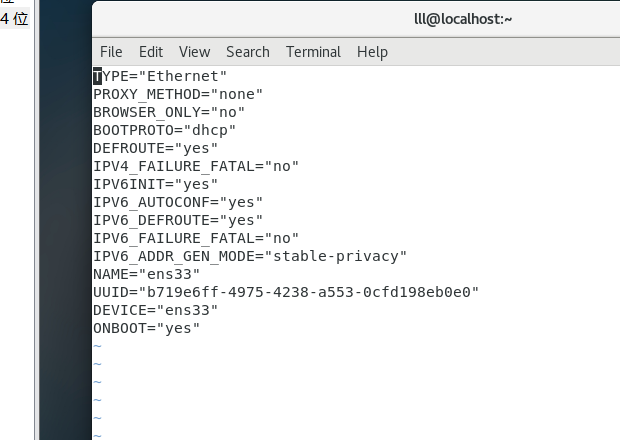 4 位
lll@localhost:~
File Edit View Search Terminal Help
TYPE="Ethernet"
PROXY_METHOD="none"
BROWSER_ONLY="no"
BOOTPROTO="dhcp"
DEFROUTE="yes"
IPV4_FAILURE_FATAL="no"
IPV6INIT="yes"
IPV6_AUTOCONF="yes"
IPV6_DEFROUTE="yes"
IPV6_FAILURE_FATAL="no"
IPV6_ADDR_GEN_MODE="stable-privacy"
NAME="ens33"
UUID="b719e6ff-4975-4238-a553-0cfd198eb0e0"
DEVICE="ens33"
ONBOOT="yes"
~
~
~
~
~
~